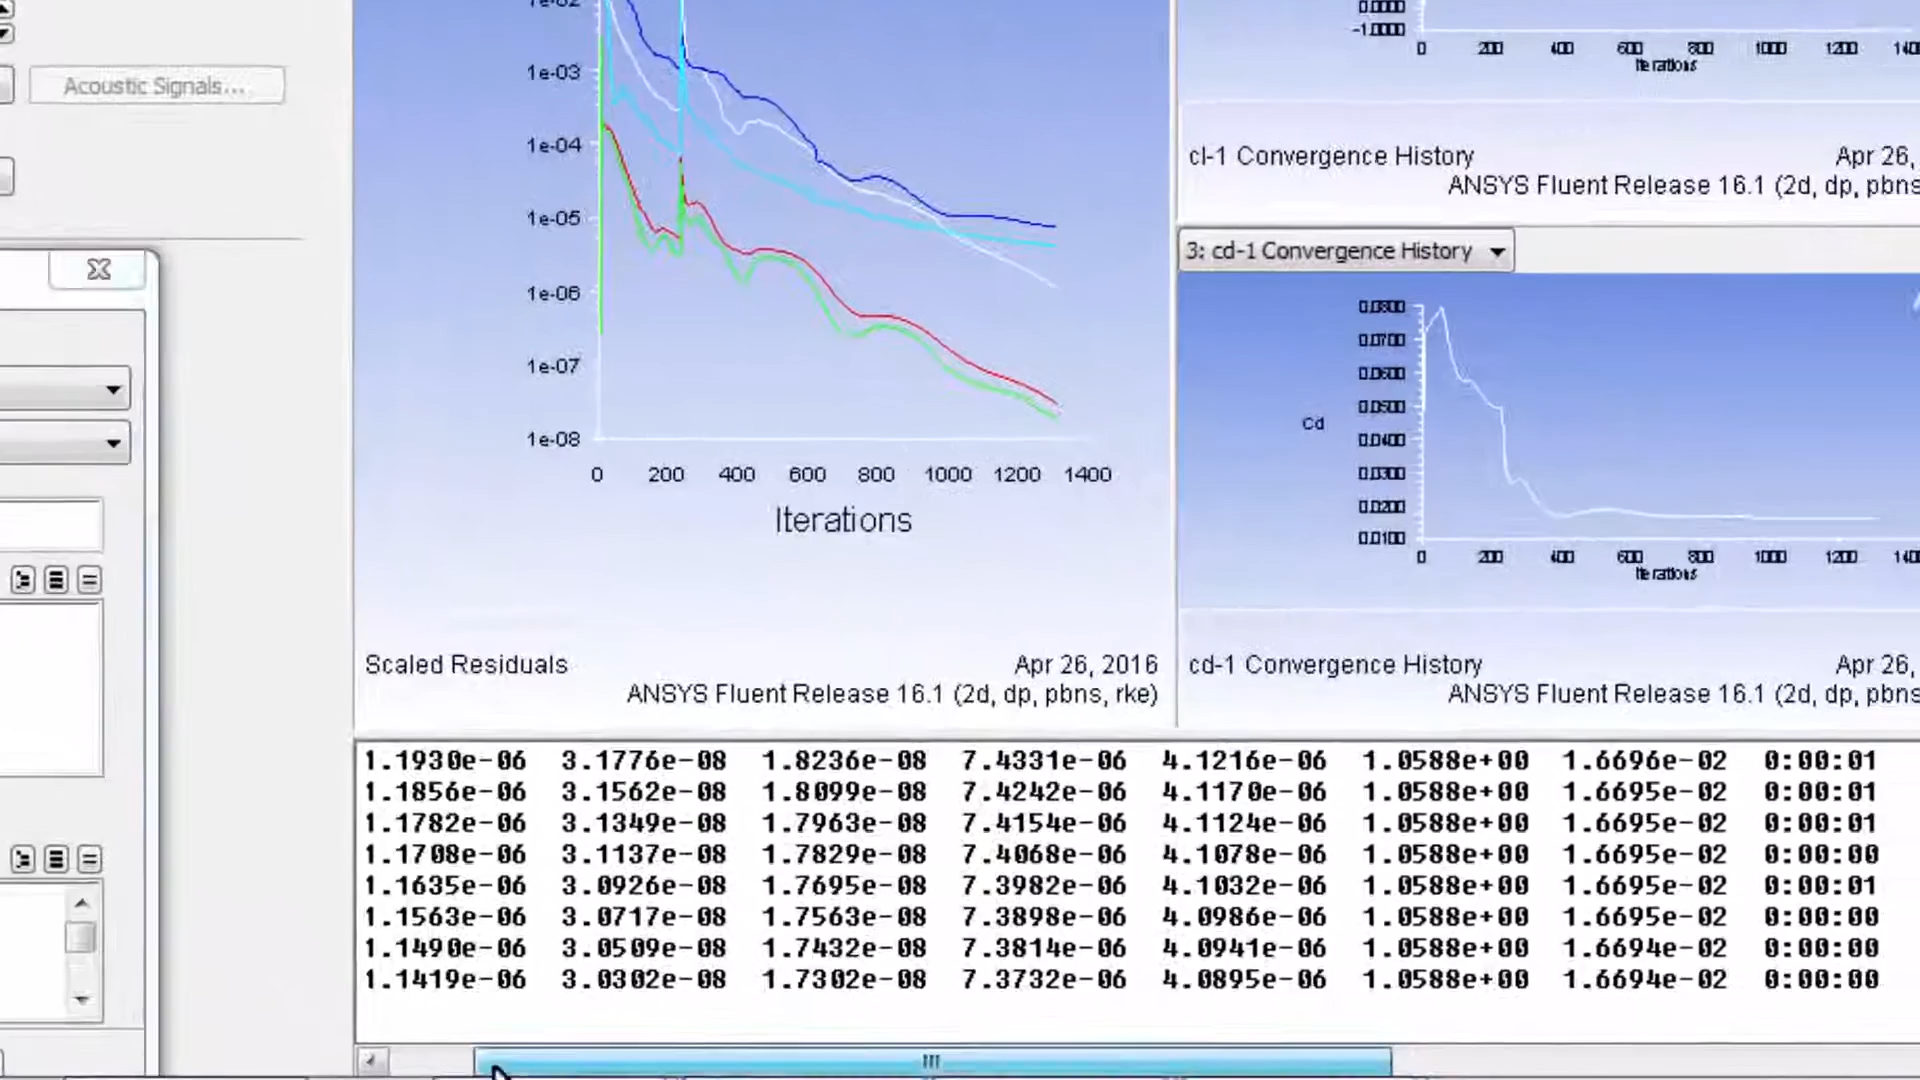 Acoustic Signals...
1e-02
1e-03
1e-04
1e-05
1e-06
1e-07
1e-08
0 200 400 600 800 1000 1200 1400
Iterations
Scaled Residuals
Apr 26, 2016
ANSYS Fluent Release 16.1 (2d, dp, pbns, rke)
0.0000
-1.0000
0 200 400 600 800 1000 1200 140
Iterations
cl-1 Convergence History
Apr 26,
ANSYS Fluent Release 16.1 (2d, dp, pbns
3: cd-1 Convergence History
0.0800
0.0700
0.0600
0.0500
Cd
0.0400
0.0300
0.0200
0.0100
0 200 400 600 800 1000 1200 140
Iterations
cd-1 Convergence History
Apr 26,
ANSYS Fluent Release 16.1 (2d, dp, pbns
1.1930e-06 3.1776e-08 1.8236e-08 7.4331e-06 4.1216e-06 1.0588e+00 1.6696e-02 0:00:01
1.1856e-06 3.1562e-08 1.8099e-08 7.4242e-06 4.1170e-06 1.0588e+00 1.6695e-02 0:00:01
1.1782e-06 3.1349e-08 1.7963e-08 7.4154e-06 4.1124e-06 1.0588e+00 1.6695e-02 0:00:01
1.1708e-06 3.1137e-08 1.7829e-08 7.4068e-06 4.1078e-06 1.0588e+00 1.6695e-02 0:00:00
1.1635e-06 3.0926e-08 1.7695e-08 7.3982e-06 4.1032e-06 1.0588e+00 1.6695e-02 0:00:01
1.1563e-06 3.0717e-08 1.7563e-08 7.3898e-06 4.0986e-06 1.0588e+00 1.6695e-02 0:00:00
1.1490e-06 3.0509e-08 1.7432e-08 7.3814e-06 4.0941e-06 1.0588e+00 1.6694e-02 0:00:00
1.1419e-06 3.0302e-08 1.7302e-08 7.3732e-06 4.0895e-06 1.0588e+00 1.6694e-02 0:00:00